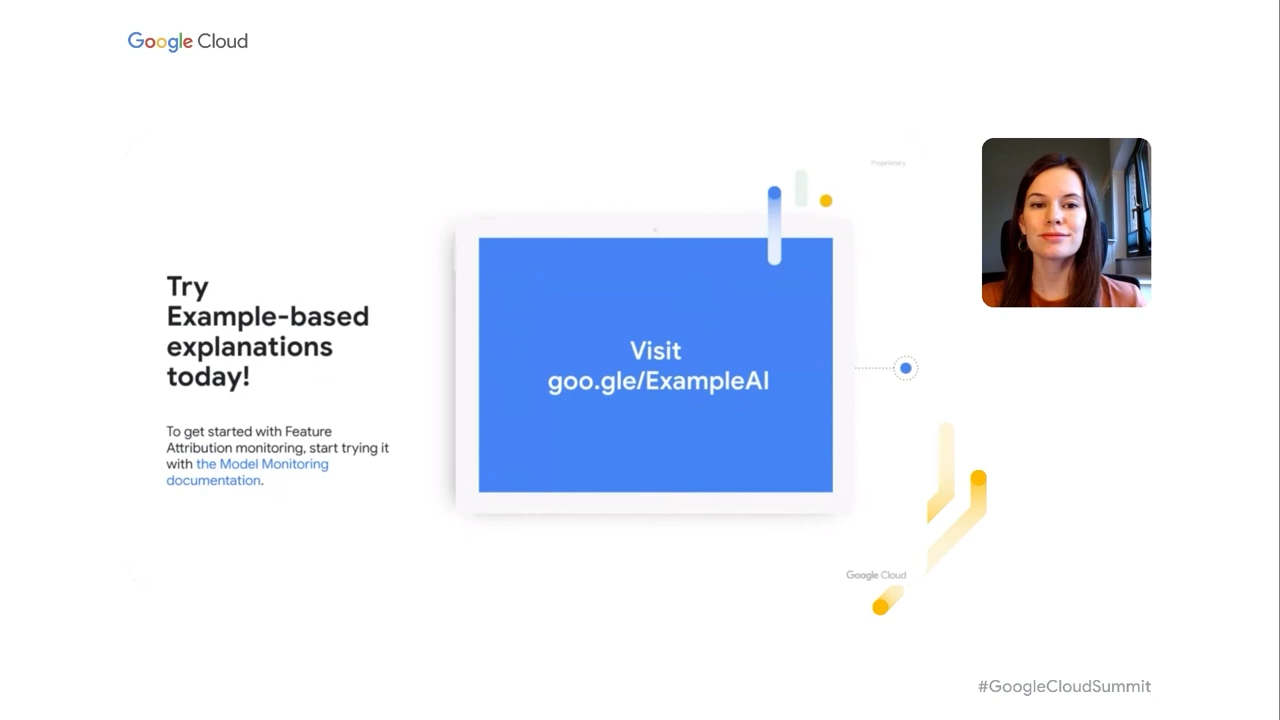 Google Cloud
Proprietary
Try
Example-based
explanations
today!
To get started with Feature
Attribution monitoring, start trying it
with the Model Monitoring
documentation.
Visit
goo.gle/ExampleAI
Google Cloud
#GoogleCloudSummit